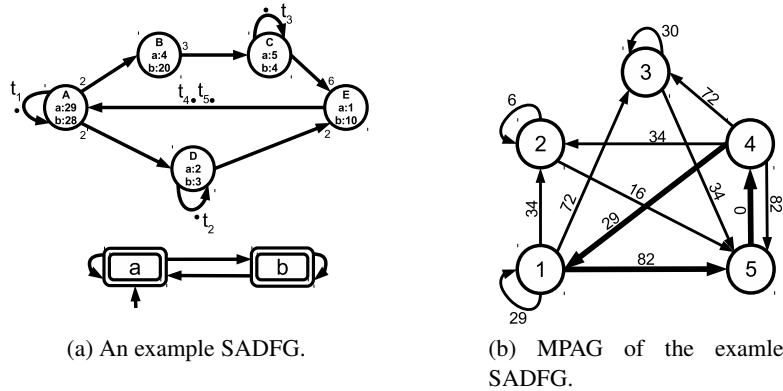 t3
B
a:4
b:20
3
C
a:5
b:4
2
6
t1
A
a:29
b:28
t4 t5
E
a:1
b:10
2
2
D
a:2
b:3
t2
a
b
(a) An example SADFG.
30
3
72
6
2
34
4
34
72
16
34
82
29
0
1
82
5
29
(b) MPAG of the examle
SADFG.